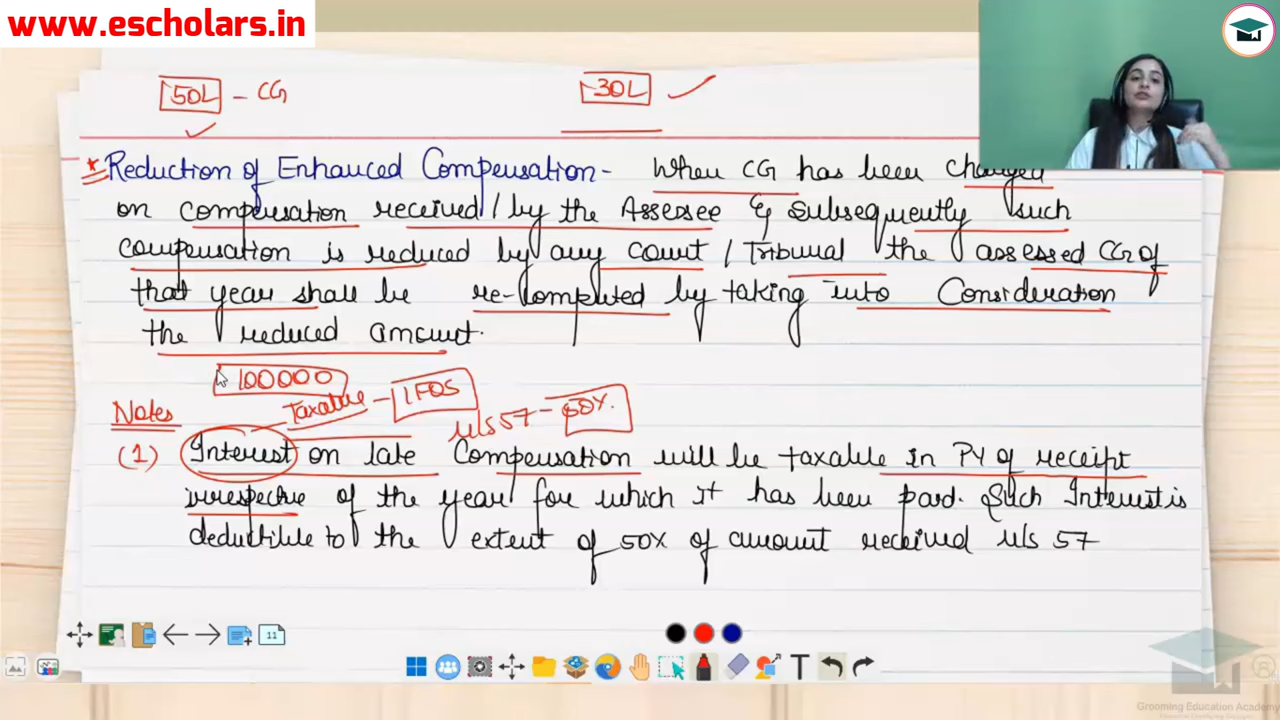 www.escholars.in
50L - CG
30L
* Reduction of Enhanced Compensation - When CG has been charged
on compensation received / by the Assessee & subsequently such
compensation is reduced by any court / Tribunal the assessed CG of
that year shall be re-computed by taking into Consideration
the reduced amount.
100000
Taxable - IFOS
u/s 57 - 50%.
Notes
(1) Interest on late Compensation will be taxable in PY of receipt
irrespective of the year for which it has been paid. Such Interest is
deductible to the extent of 50% of amount received u/s 57
11
T
Grooming Education Academy